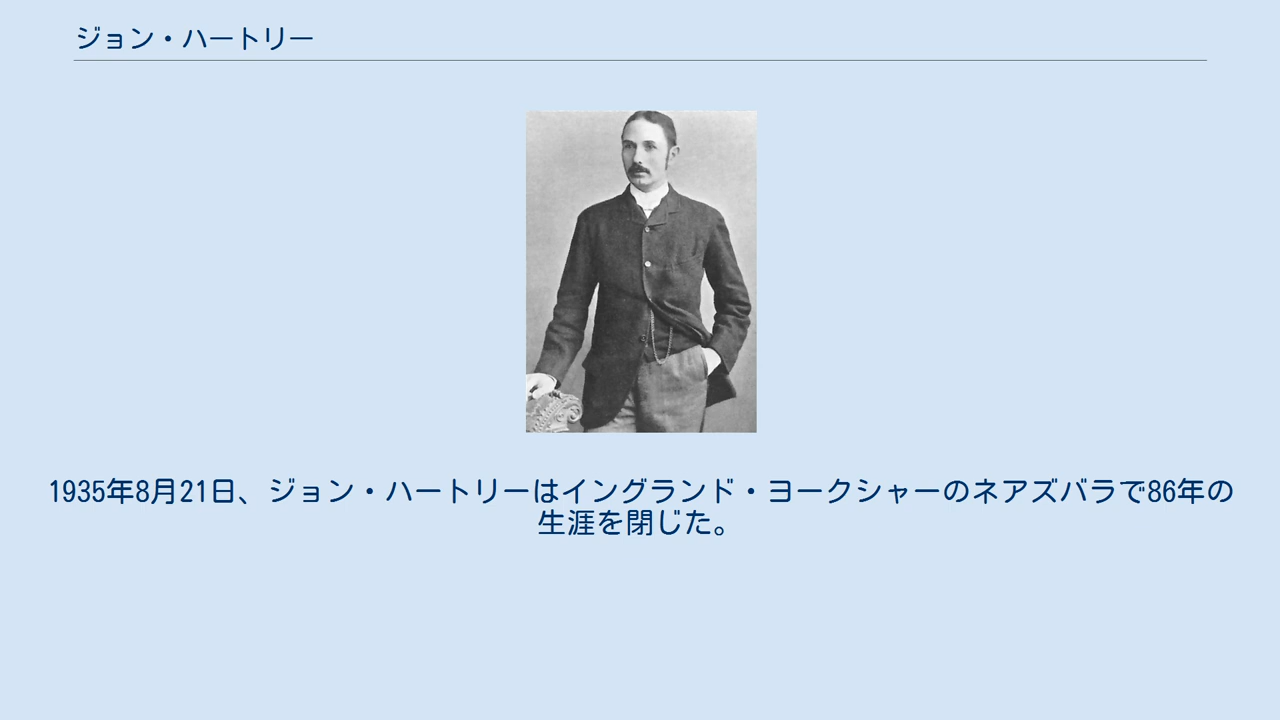 ジョン・ハートリー
1935年8月21日、ジョン・ハートリーはイングランド・ヨークシャーのネアズバラで86年の
生涯を閉じた。